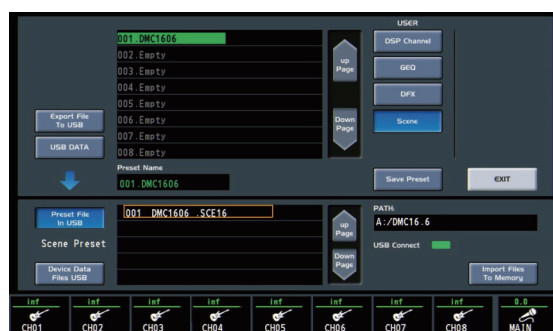 USER
001.DMC1606
002.Empty
003.Empty
004.Empty
005.Empty
006.Empty
007.Empty
008.Empty
up
Page
Down
Page
DSP Channel
GEQ
DFX
Scene
Export File
To USB
USB DATA
Preset Name
001.DMC1606
Save Preset
EXIT
Preset File
In USB
Scene Preset
Device Data
Files USB
001 DMC1606 .SCE16
up
Page
Down
Page
PATH:
A:/DMC16.6
USB Connect
Import Files
To Memory
inf inf inf inf inf inf inf inf 0.0
CH01 CH02 CH03 CH04 CH05 CH06 CH07 CH08 MAIN